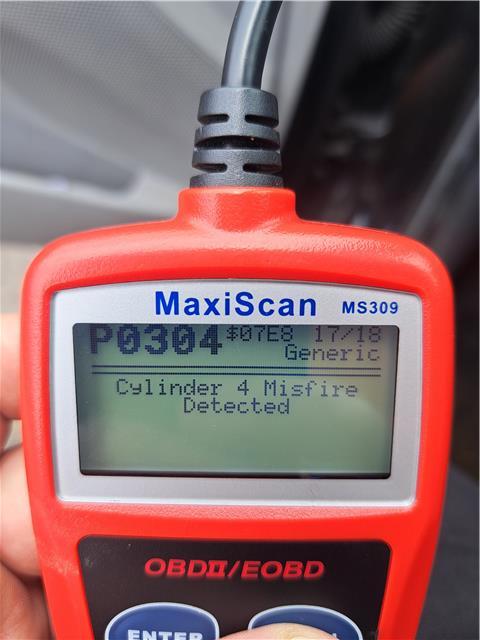 MaxiScan MS309
P0304 $07E8 17/18
Generic
Cylinder 4 Misfire
Detected
OBDII/EOBD
ENTER